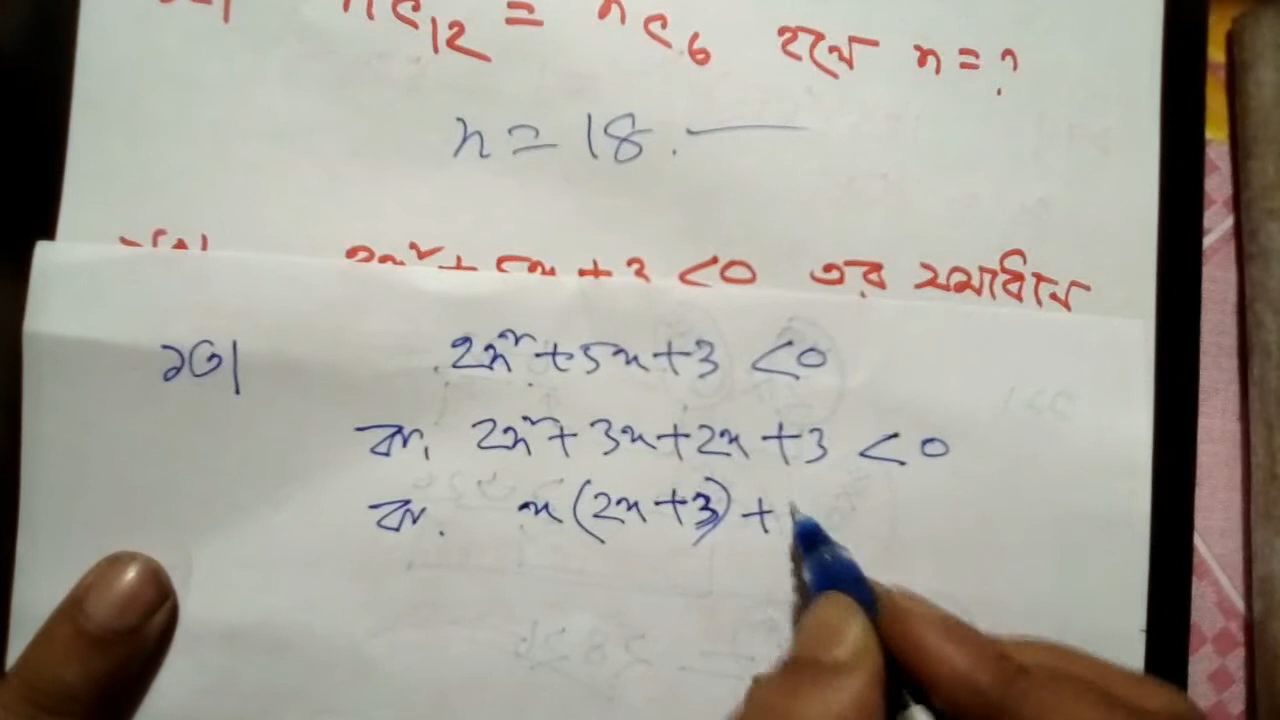 nc₁₂ = nc₆ হলে n = ?
n = 18.
2x² + 5x + 3 < 0 এর সমাধান
2x² + 5x + 3 < 0
বা, 2x² + 3x + 2x + 3 < 0
বা. x(2x + 3) +